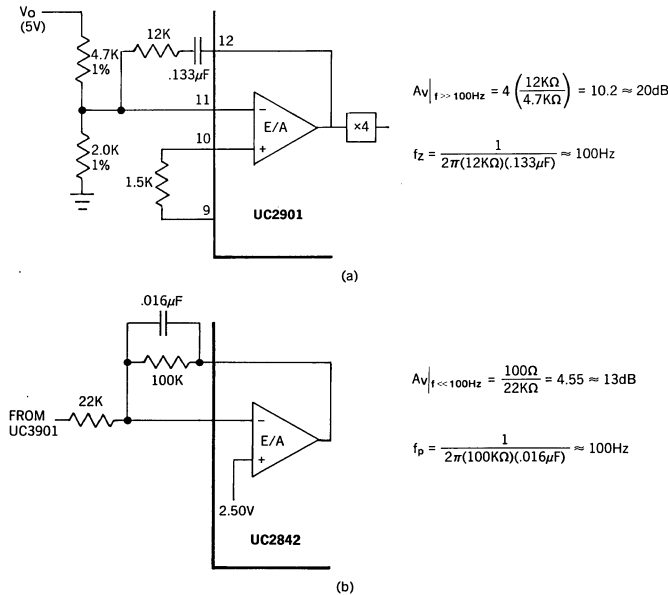 Vo
(5V)
4.7K
1%
12K
.133μF
12
11
10
9
2.0K
1%
1.5K
E/A
−
+
×4
UC2901
Av|f>>100Hz = 4 (12KΩ/4.7KΩ) = 10.2 ≈ 20dB
fz = 1/2π(12KΩ)(.133μF) ≈ 100Hz
(a)
.016μF
100K
22K
FROM
UC3901
E/A
−
+
2.50V
UC2842
Av|f<<100Hz = 100Ω/22KΩ = 4.55 ≈ 13dB
fp = 1/2π(100KΩ)(.016μF) ≈ 100Hz
(b)